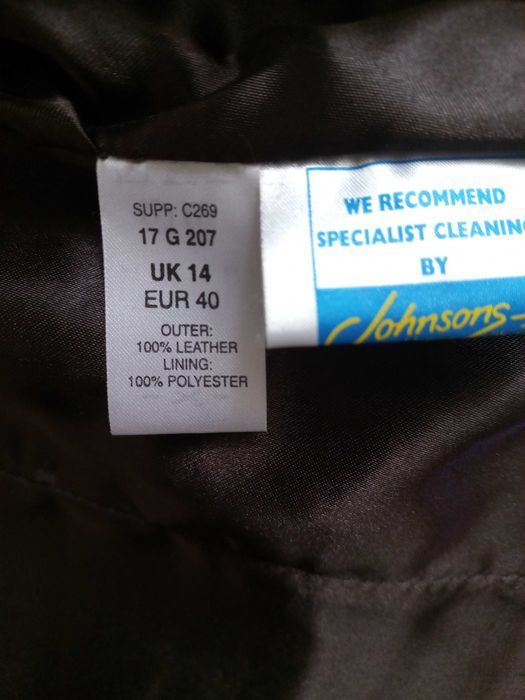 SUPP: C269
17 G 207
UK 14
EUR 40
OUTER:
100% LEATHER
LINING:
100% POLYESTER
WE RECOMMEND
SPECIALIST CLEANING
BY
Johnsons